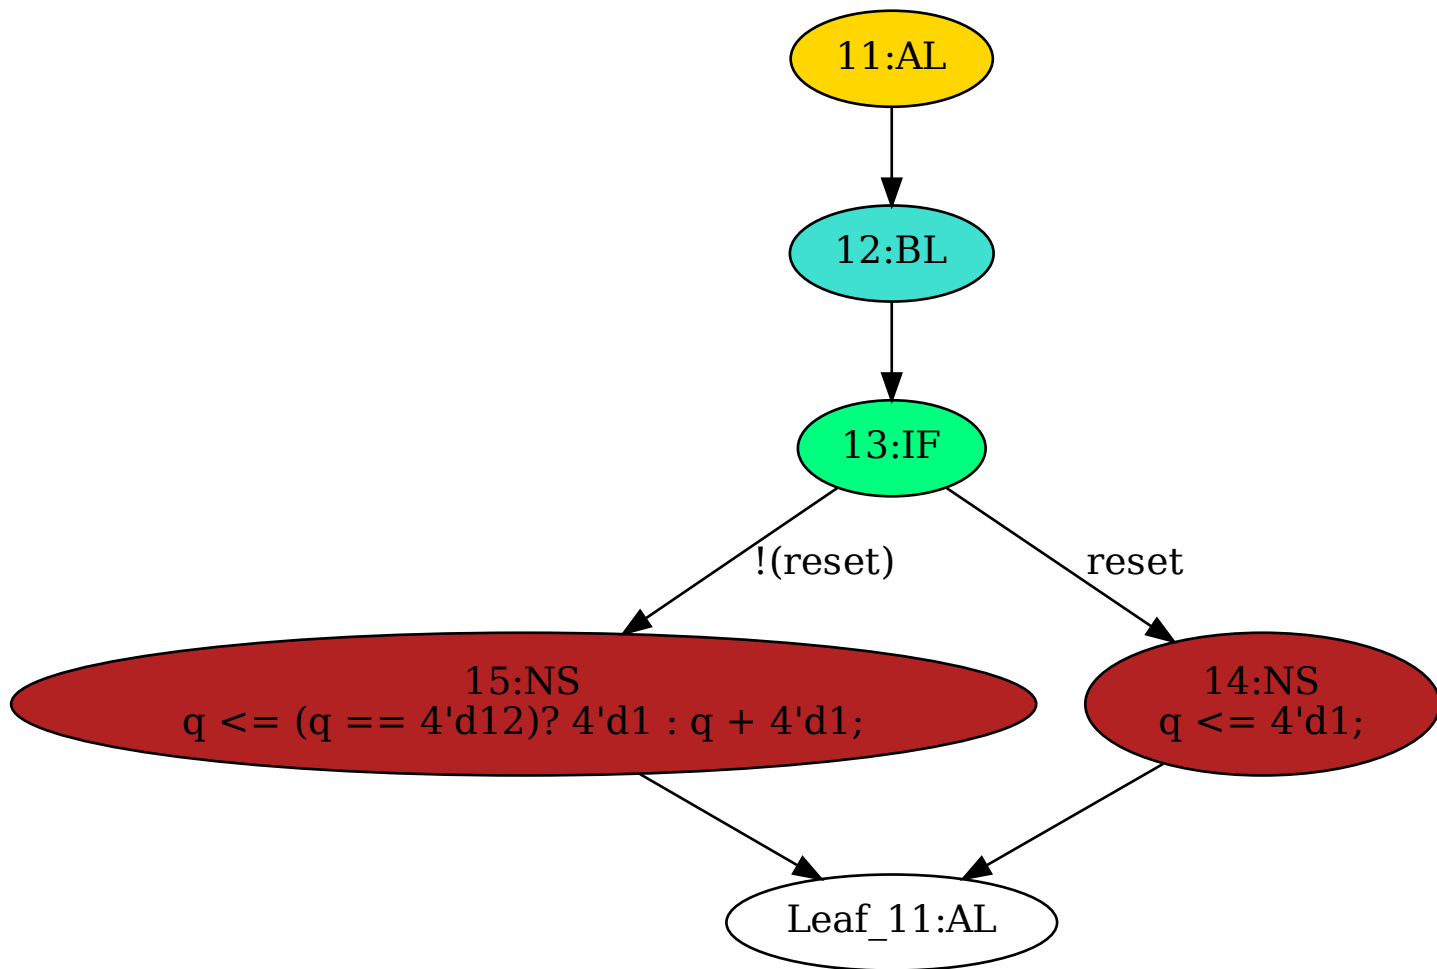 11:AL
12:BL
13:IF
!(reset)
reset
15:NS
q <= (q == 4'd12)? 4'd1 : q + 4'd1;
14:NS
q <= 4'd1;
Leaf_11:AL